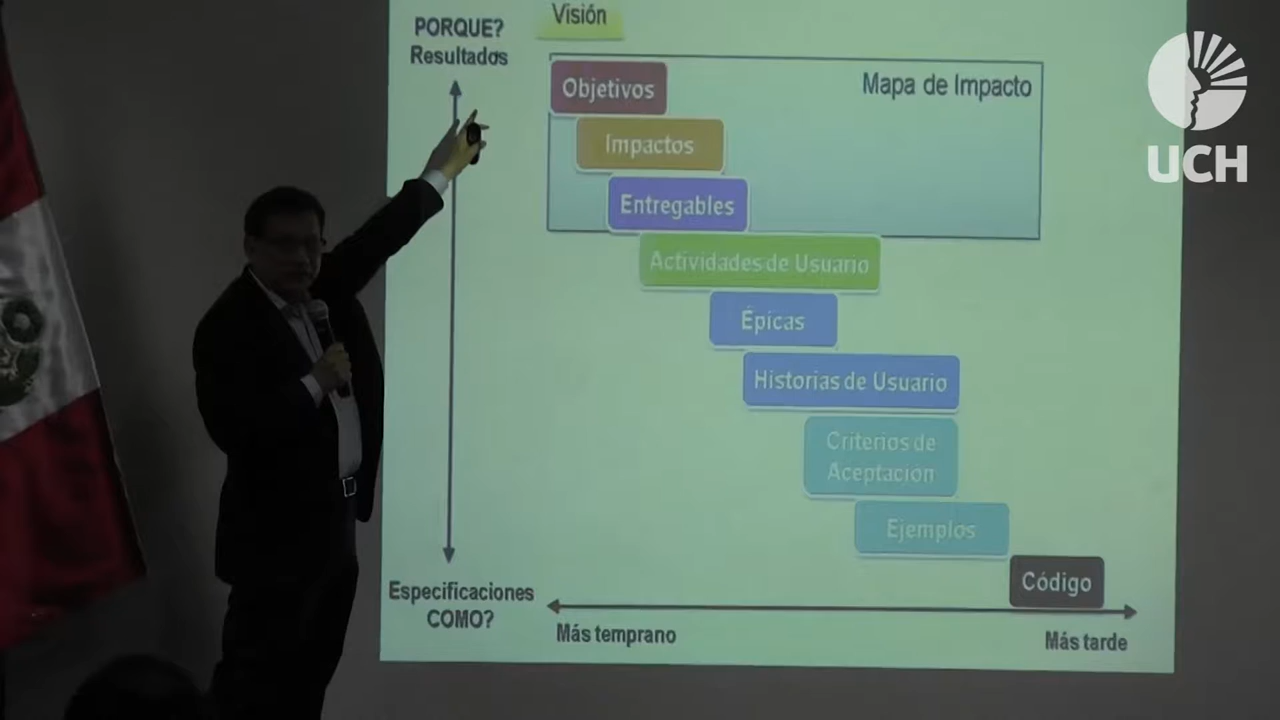 PORQUE?
Resultados
Visión
Objetivos
Mapa de Impacto
Impactos
Entregables
Actividades de Usuario
Épicas
Historias de Usuario
Criterios de
Aceptación
Ejemplos
Código
Especificaciones
COMO?
Más temprano
Más tarde
UCH